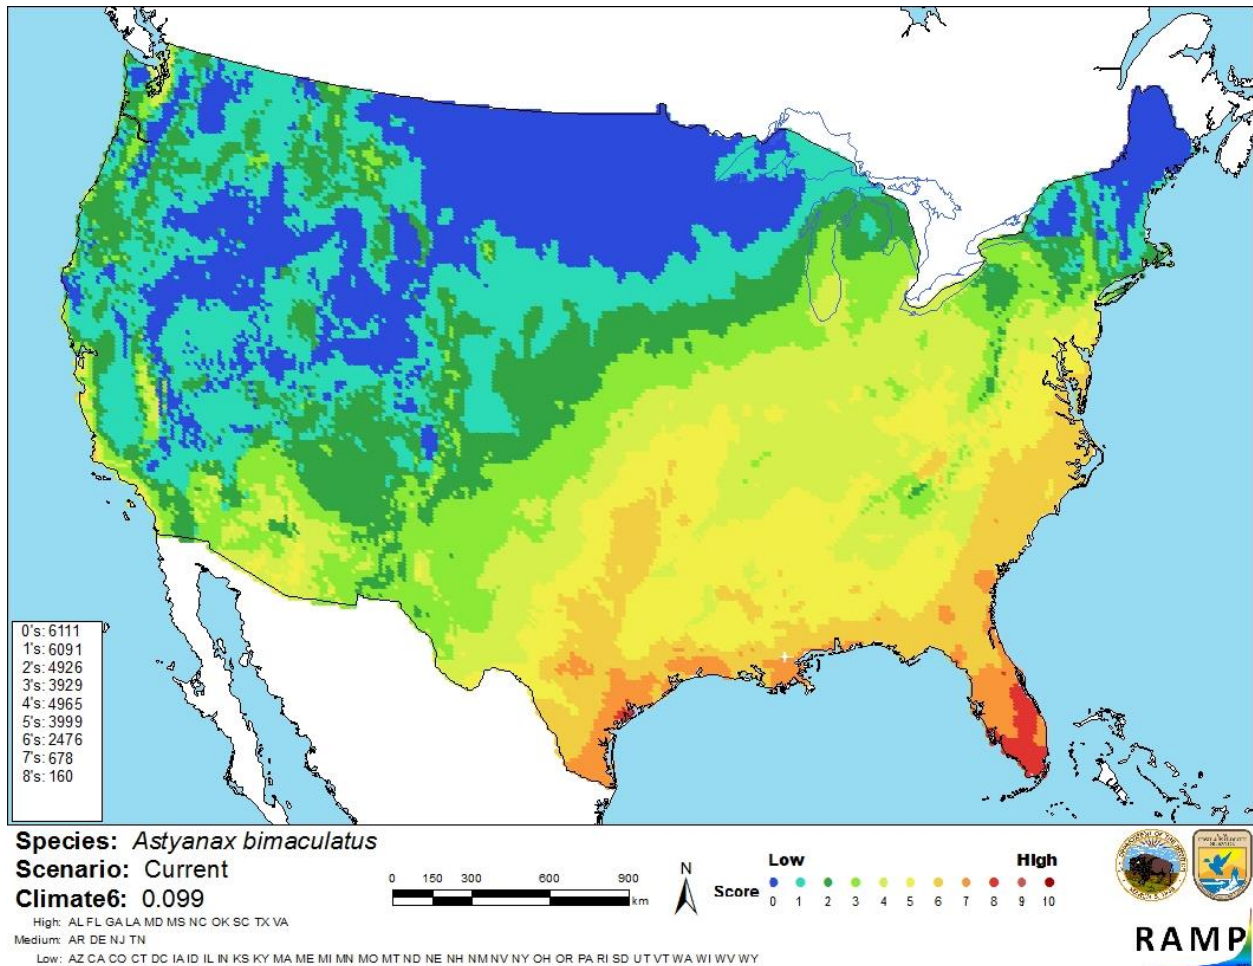 0's: 6111
1's: 6091
2's: 4926
3's: 3929
4's: 4965
5's: 3999
6's: 2476
7's: 678
8's: 160
Species: Astyanax bimaculatus
Scenario: Current
Climate6: 0.099
High: AL FL GA LA MD MS NC OK SC TX VA
Medium: AR DE NJ TN
Low: AZ CA CO CT DC IA ID IL IN KS KY MA ME MI MN MO MT ND NE NH NM NV NY OH OR PA RI SD UT VT WA WI WV WY
0 150 300 600 900
km
N
Low High
Score
0 1 2 3 4 5 6 7 8 9 10
RAMP